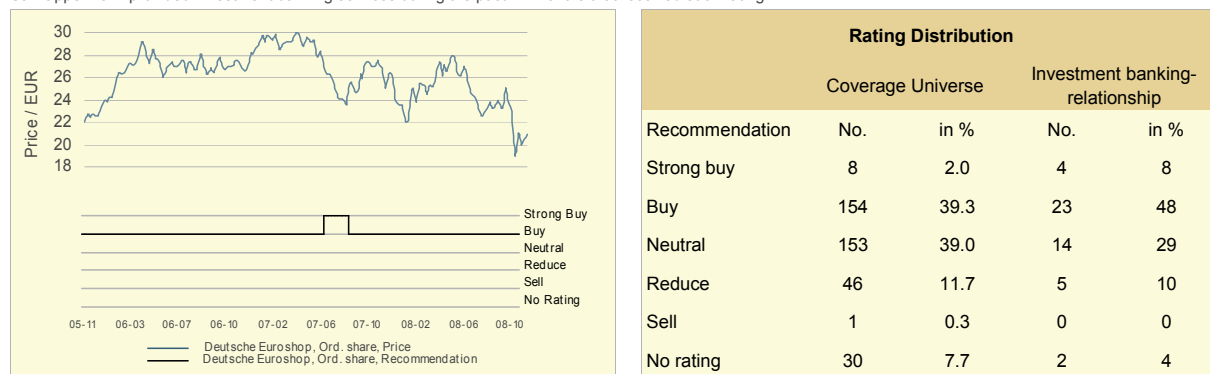 30
28
26
24
22
20
18
Price / EUR
Strong Buy
Buy
Neutral
Reduce
Sell
No Rating
05-11 06-03 06-07 06-10 07-02 07-06 07-10 08-02 08-06 08-10
Deutsche Euroshop, Ord. share, Price
Deutsche Euroshop, Ord. share, Recommendation
Rating Distribution
Coverage Universe Investment banking-
relationship
Recommendation No. in % No. in %
Strong buy 8 2.0 4 8
Buy 154 39.3 23 48
Neutral 153 39.0 14 29
Reduce 46 11.7 5 10
Sell 1 0.3 0 0
No rating 30 7.7 2 4